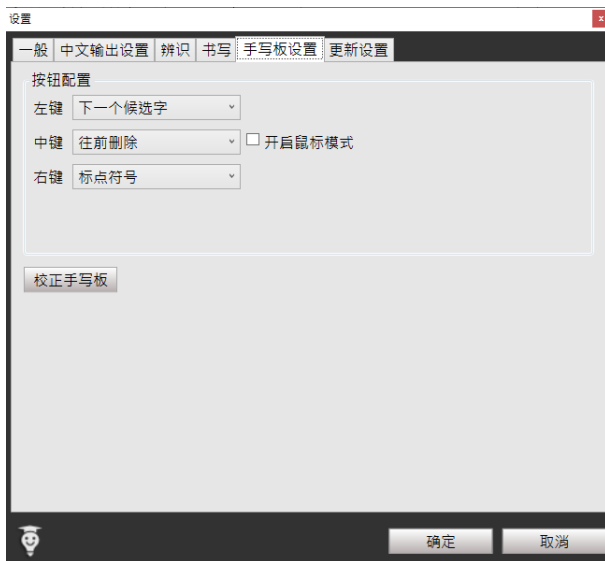 设置
x
一般 中文输出设置 辨识 书写 手写板设置 更新设置
按钮配置
左键 下一个候选字
中键 往前删除 开启鼠标模式
右键 标点符号
校正手写板
确定 取消